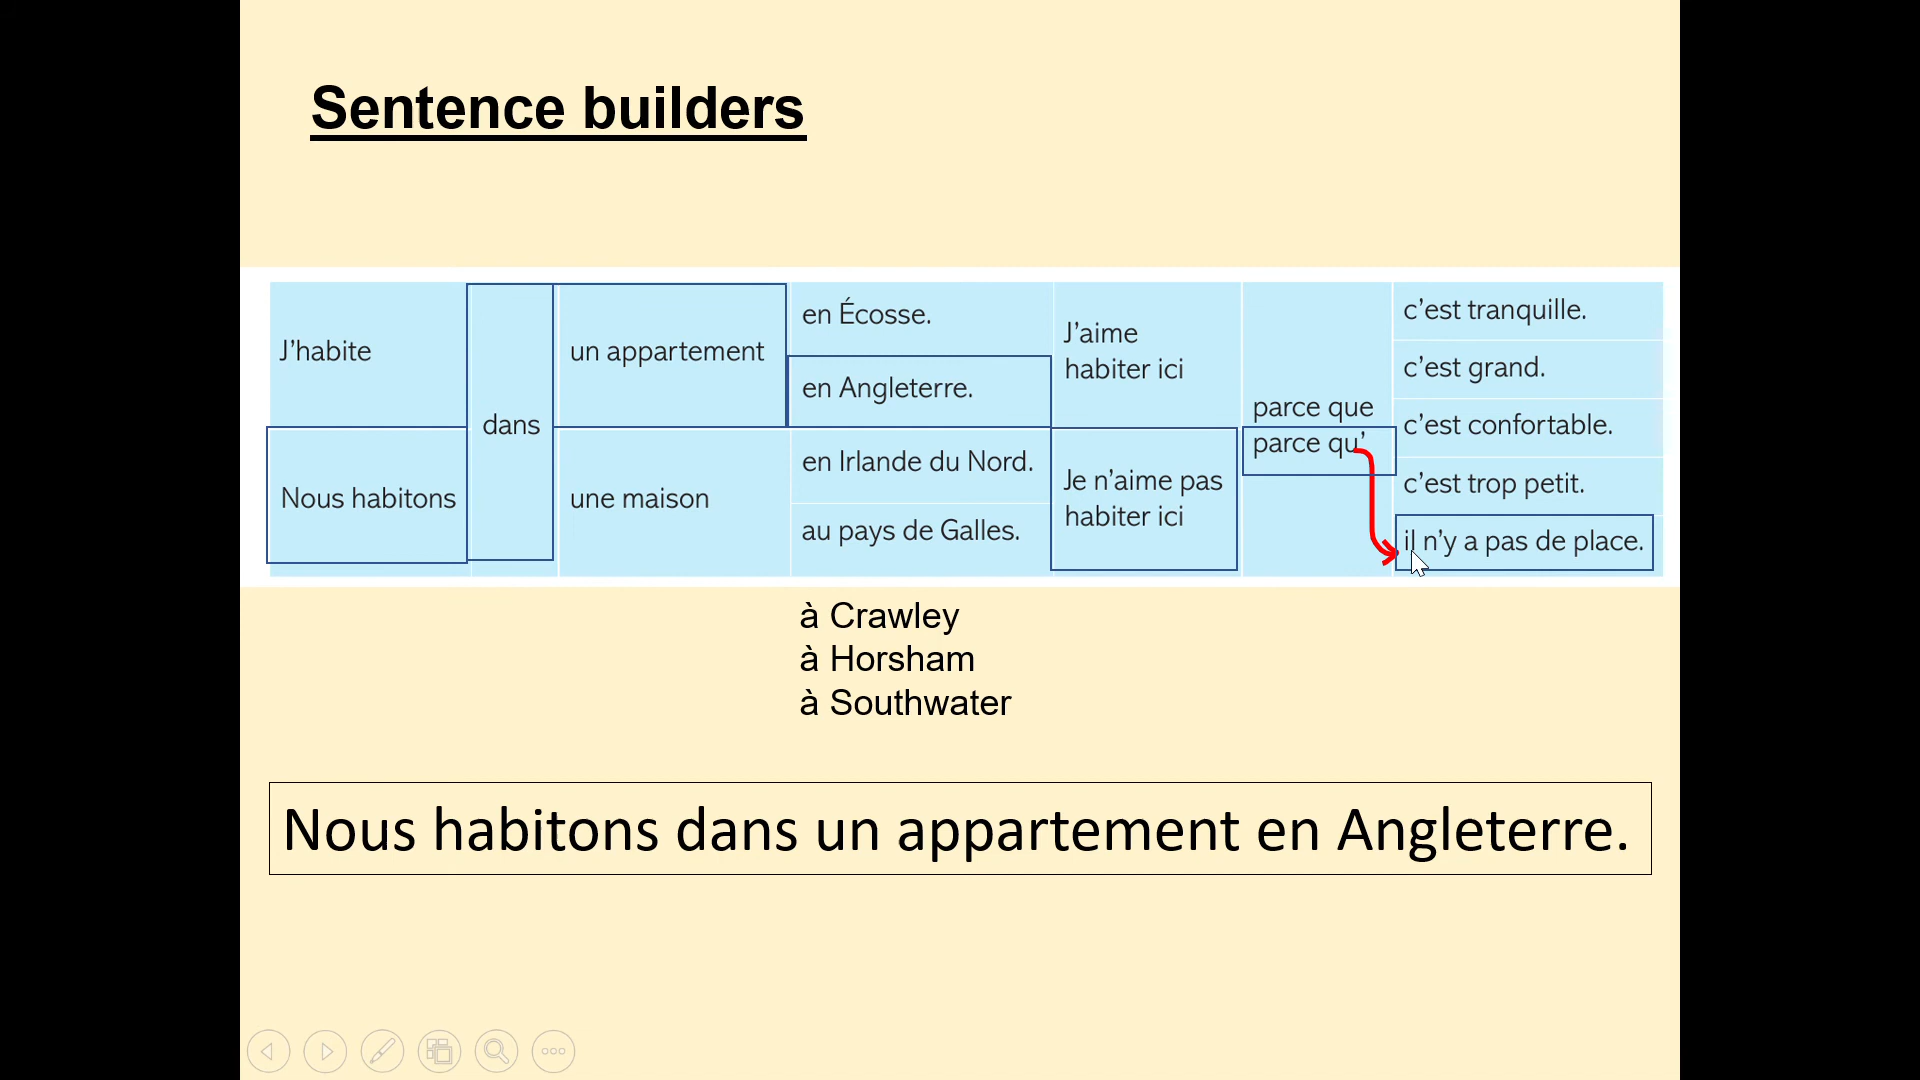 Sentence builders
J'habite
Nous habitons
dans
un appartement
une maison
en Écosse.
en Angleterre.
en Irlande du Nord.
au pays de Galles.
J'aime
habiter ici
Je n'aime pas
habiter ici
parce que
parce qu'
c'est tranquille.
c'est grand.
c'est confortable.
c'est trop petit.
il n'y a pas de place.
à Crawley
à Horsham
à Southwater
Nous habitons dans un appartement en Angleterre.